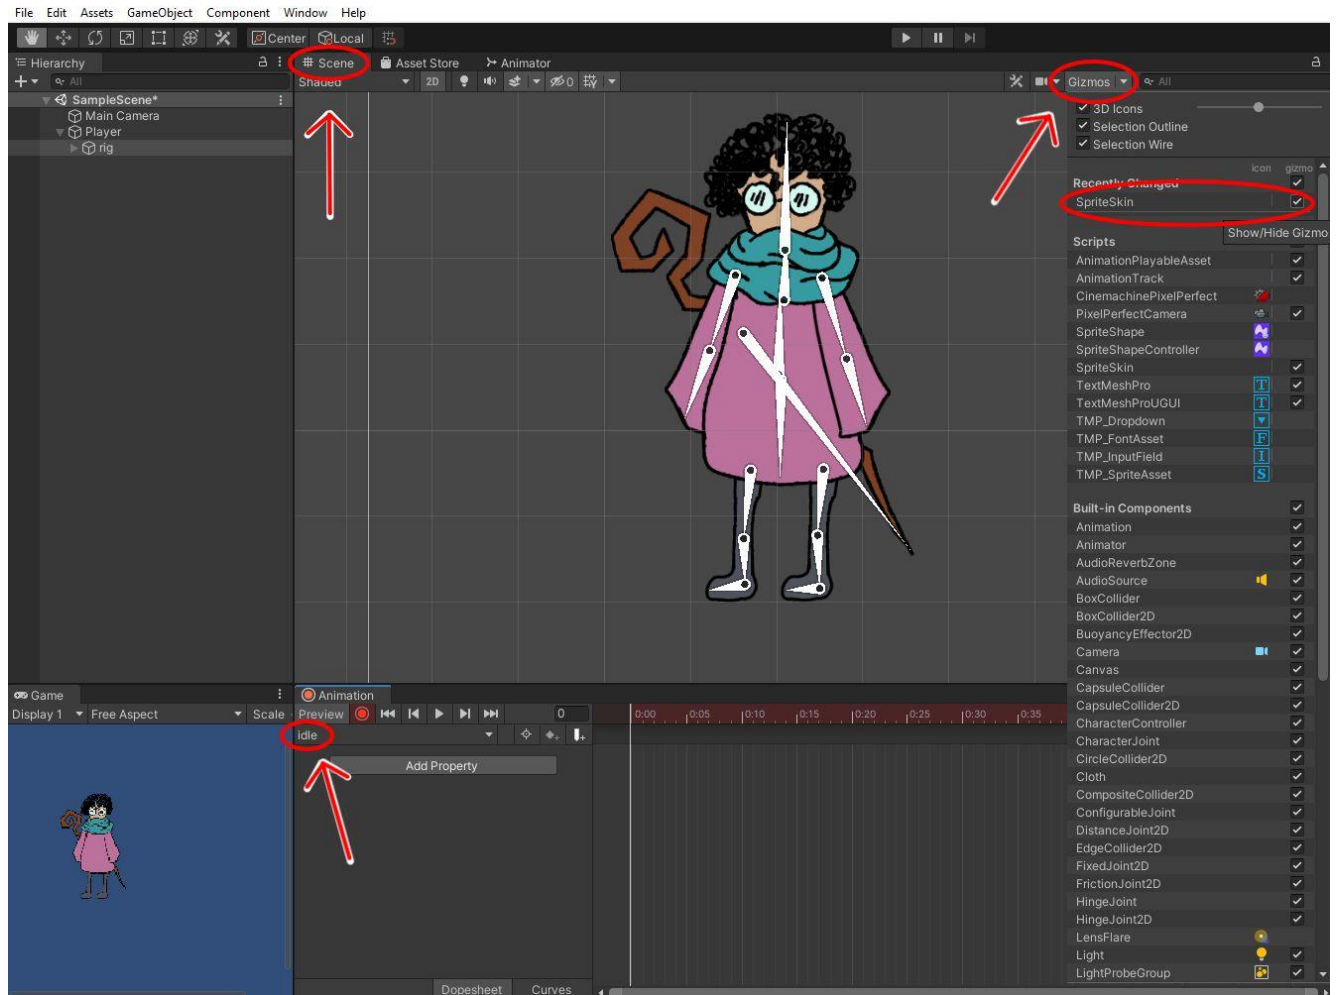 File Edit Assets GameObject Component Window Help
Center Local
Hierarchy
Scene Asset Store Animator
All
Shaded 2D 0
Gizmos All
SampleScene*
Main Camera
Player
rig
3D Icons
Selection Outline
Selection Wire
icon gizmo
Recently Changed
SpriteSkin
Show/Hide Gizmo
Scripts
AnimationPlayableAsset
AnimationTrack
CinemachinePixelPerfect
PixelPerfectCamera
SpriteShape
SpriteShapeController
SpriteSkin
TextMeshPro T
TextMeshProUGUI T
TMP_Dropdown
TMP_FontAsset F
TMP_InputField I
TMP_SpriteAsset S
Built-in Components
Animation
Animator
AudioReverbZone
AudioSource
BoxCollider
BoxCollider2D
BuoyancyEffector2D
Camera
Canvas
CapsuleCollider
CapsuleCollider2D
CharacterController
CharacterJoint
CircleCollider2D
Cloth
CompositeCollider2D
ConfigurableJoint
DistanceJoint2D
EdgeCollider2D
FixedJoint2D
FrictionJoint2D
HingeJoint
HingeJoint2D
LensFlare
Light
LightProbeGroup
Game
Display 1 Free Aspect Scale
Animation
Preview 0
0:00 0:05 0:10 0:15 0:20 0:25 0:30 0:35
idle
Add Property
Dopesheet Curves